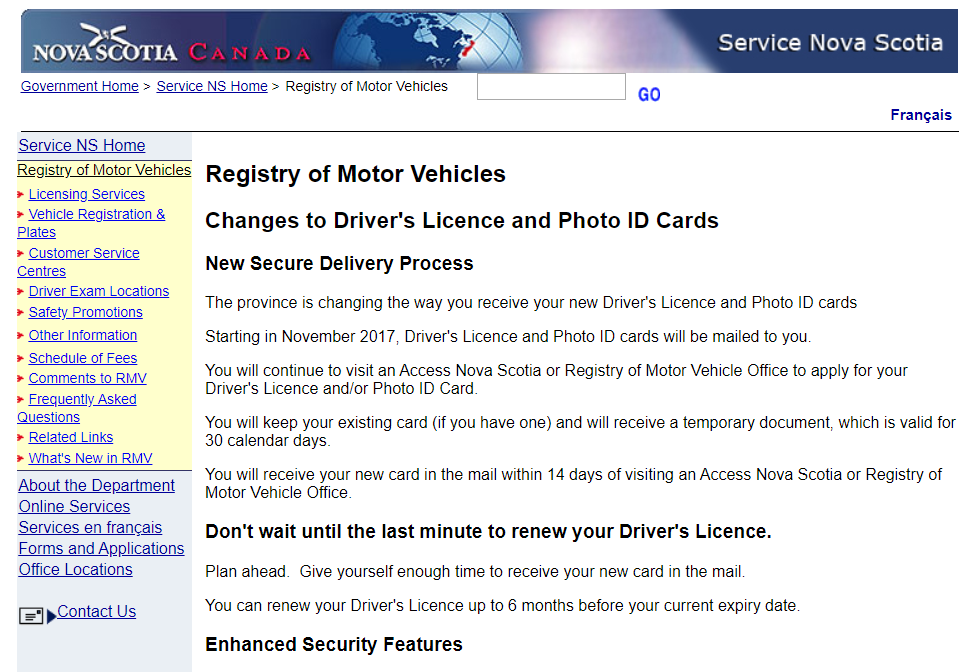 NOVA SCOTIA CANADA
Service Nova Scotia
Government Home > Service NS Home > Registry of Motor Vehicles
GO
Français
Service NS Home
Registry of Motor Vehicles
Licensing Services
Vehicle Registration &
Plates
Customer Service
Centres
Driver Exam Locations
Safety Promotions
Other Information
Schedule of Fees
Comments to RMV
Frequently Asked
Questions
Related Links
What's New in RMV
About the Department
Online Services
Services en français
Forms and Applications
Office Locations
Contact Us
Registry of Motor Vehicles
Changes to Driver's Licence and Photo ID Cards
New Secure Delivery Process
The province is changing the way you receive your new Driver's Licence and Photo ID cards
Starting in November 2017, Driver's Licence and Photo ID cards will be mailed to you.
You will continue to visit an Access Nova Scotia or Registry of Motor Vehicle Office to apply for your
Driver's Licence and/or Photo ID Card.
You will keep your existing card (if you have one) and will receive a temporary document, which is valid for
30 calendar days.
You will receive your new card in the mail within 14 days of visiting an Access Nova Scotia or Registry of
Motor Vehicle Office.
Don't wait until the last minute to renew your Driver's Licence.
Plan ahead.  Give yourself enough time to receive your new card in the mail.
You can renew your Driver's Licence up to 6 months before your current expiry date.
Enhanced Security Features